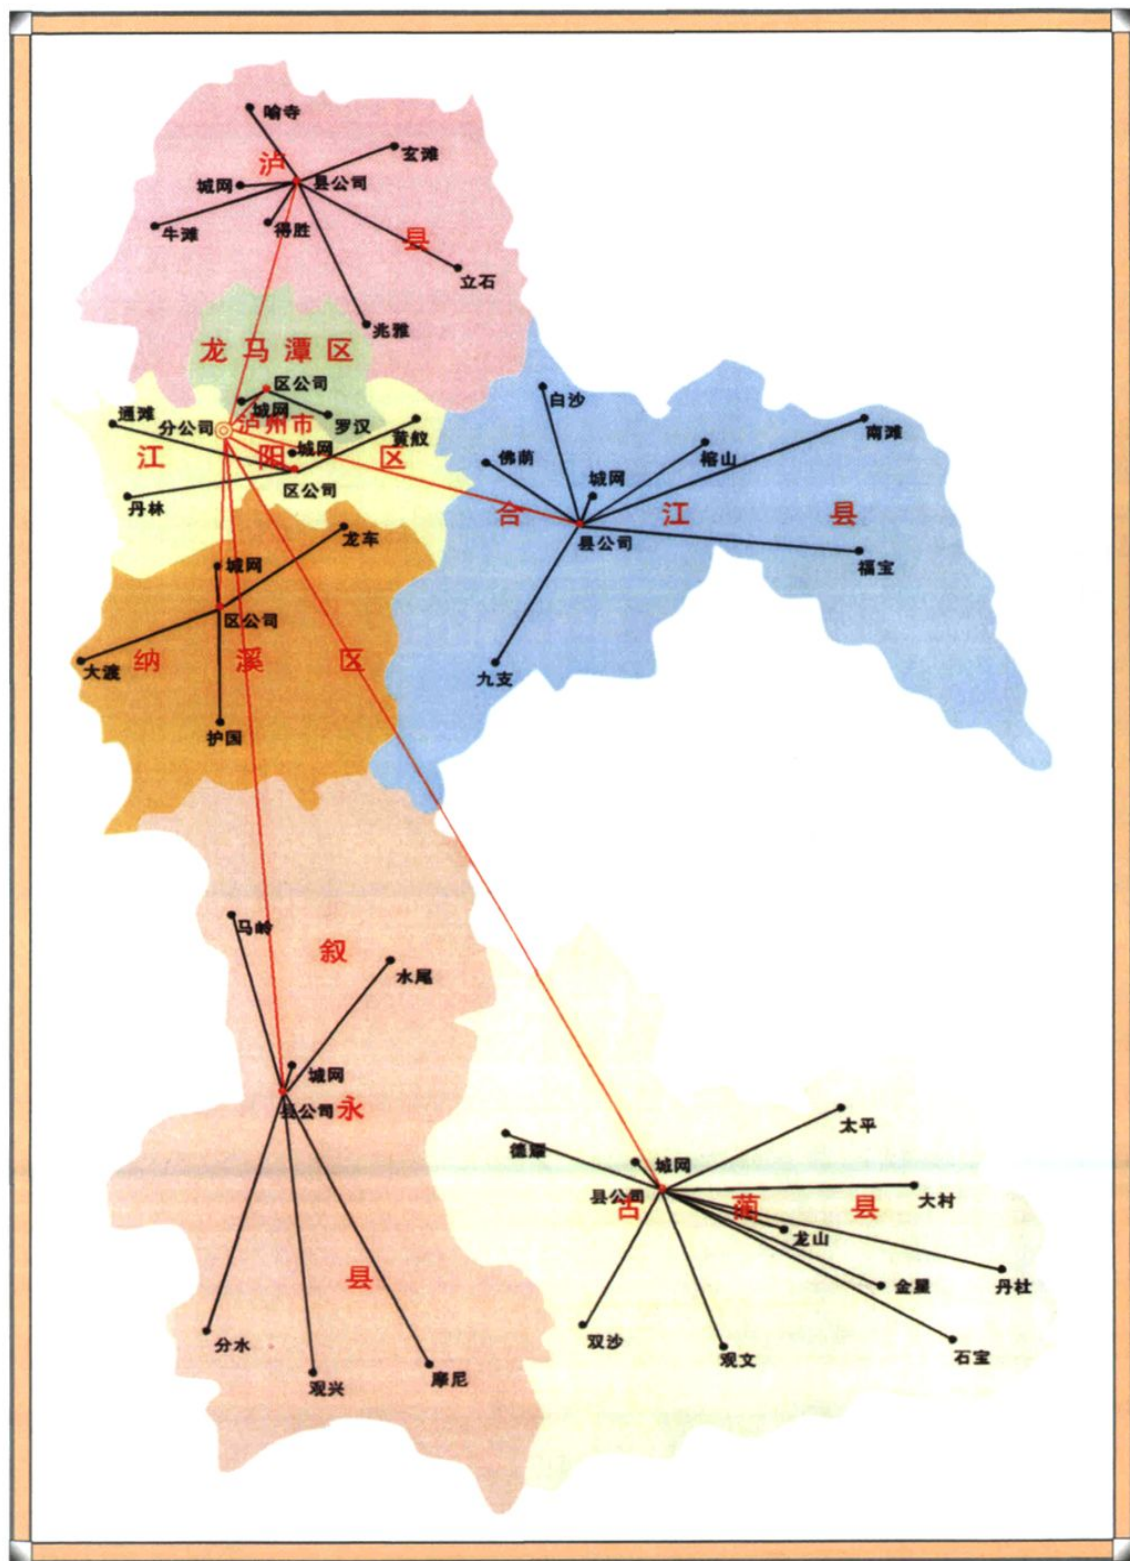 喻寺
玄滩
泸
城网
县公司
牛滩
得胜
县
立石
兆雅
龙马潭区
区公司
白沙
城网
通滩
分公司
泸州市
罗汉
黄舣
南滩
城网
江阳区
佛荫
榕山
区公司
城网
丹林
合江县
龙车
县公司
城网
福宝
区公司
大渡
纳溪区
九支
护国
马岭
叙
水尾
城网
县公司
永
太平
德耀
城网
县公司
大村
古蔺县
龙山
县
金星
丹桂
分水
双沙
观文
石宝
观兴
摩尼